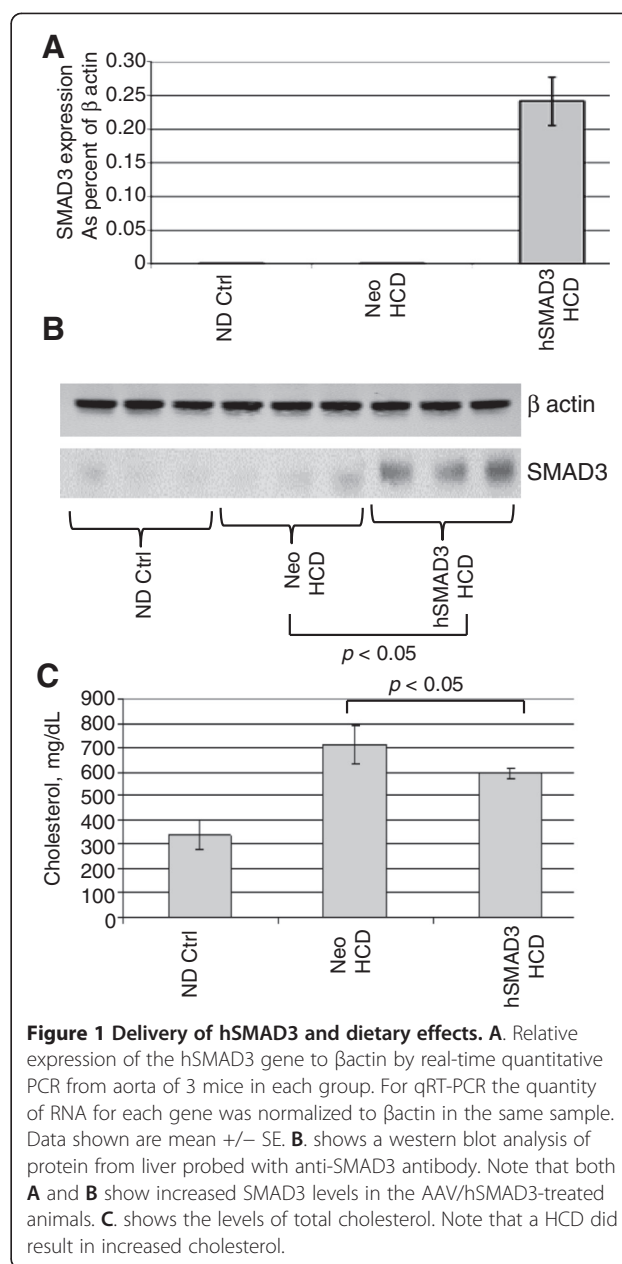 A
SMAD3 expression
As percent of β actin
0.30
0.25
0.20
0.15
0.10
0.05
0
ND Ctrl
Neo
HCD
hSMAD3
HCD
B
β actin
SMAD3
ND Ctrl
Neo
HCD
hSMAD3
HCD
p < 0.05
C
p < 0.05
Cholesterol, mg/dL
900
800
700
600
500
400
300
200
100
0
ND Ctrl
Neo
HCD
hSMAD3
HCD
Figure 1 Delivery of hSMAD3 and dietary effects. A. Relative
expression of the hSMAD3 gene to βactin by real-time quantitative
PCR from aorta of 3 mice in each group. For qRT-PCR the quantity
of RNA for each gene was normalized to βactin in the same sample.
Data shown are mean +/− SE. B. shows a western blot analysis of
protein from liver probed with anti-SMAD3 antibody. Note that both
A and B show increased SMAD3 levels in the AAV/hSMAD3-treated
animals. C. shows the levels of total cholesterol. Note that a HCD did
result in increased cholesterol.